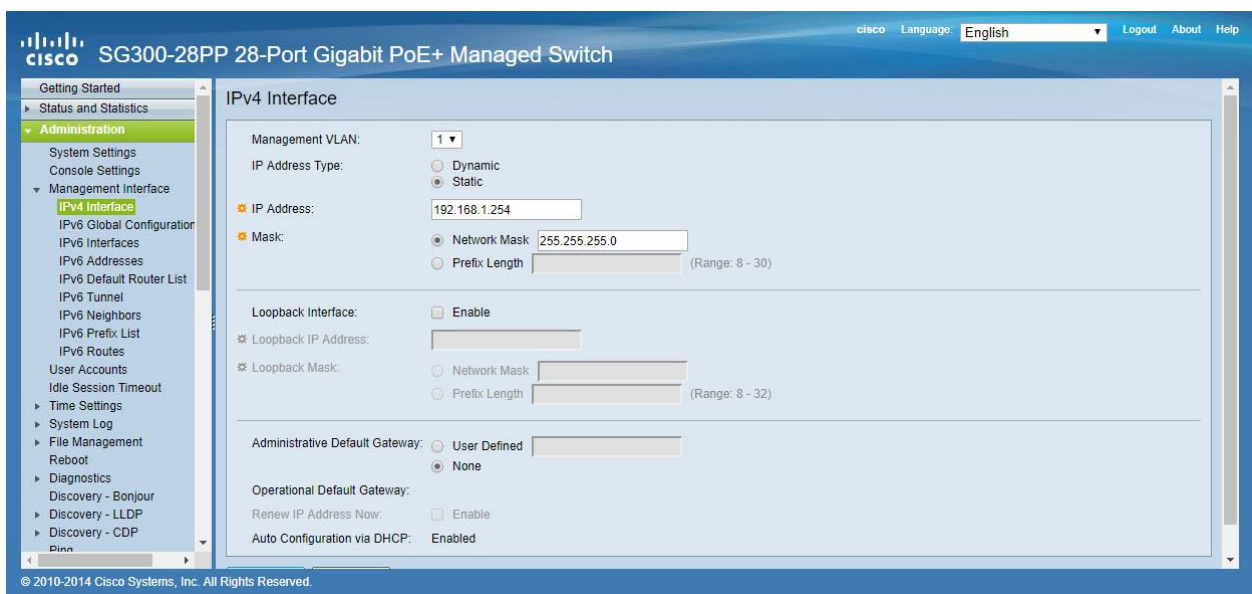 cisco Language: English Logout About Help
CISCO SG300-28PP 28-Port Gigabit PoE+ Managed Switch
Getting Started
Status and Statistics
Administration
System Settings
Console Settings
Management Interface
IPv4 Interface
IPv6 Global Configuration
IPv6 Interfaces
IPv6 Addresses
IPv6 Default Router List
IPv6 Tunnel
IPv6 Neighbors
IPv6 Prefix List
IPv6 Routes
User Accounts
Idle Session Timeout
Time Settings
System Log
File Management
Reboot
Diagnostics
Discovery - Bonjour
Discovery - LLDP
Discovery - CDP
Ping
IPv4 Interface
Management VLAN: 1
IP Address Type: Dynamic
Static
IP Address: 192.168.1.254
Mask: Network Mask 255.255.255.0
Prefix Length (Range: 8 - 30)
Loopback Interface: Enable
Loopback IP Address:
Loopback Mask: Network Mask
Prefix Length (Range: 8 - 32)
Administrative Default Gateway: User Defined
None
Operational Default Gateway:
Renew IP Address Now: Enable
Auto Configuration via DHCP: Enabled
© 2010-2014 Cisco Systems, Inc. All Rights Reserved.